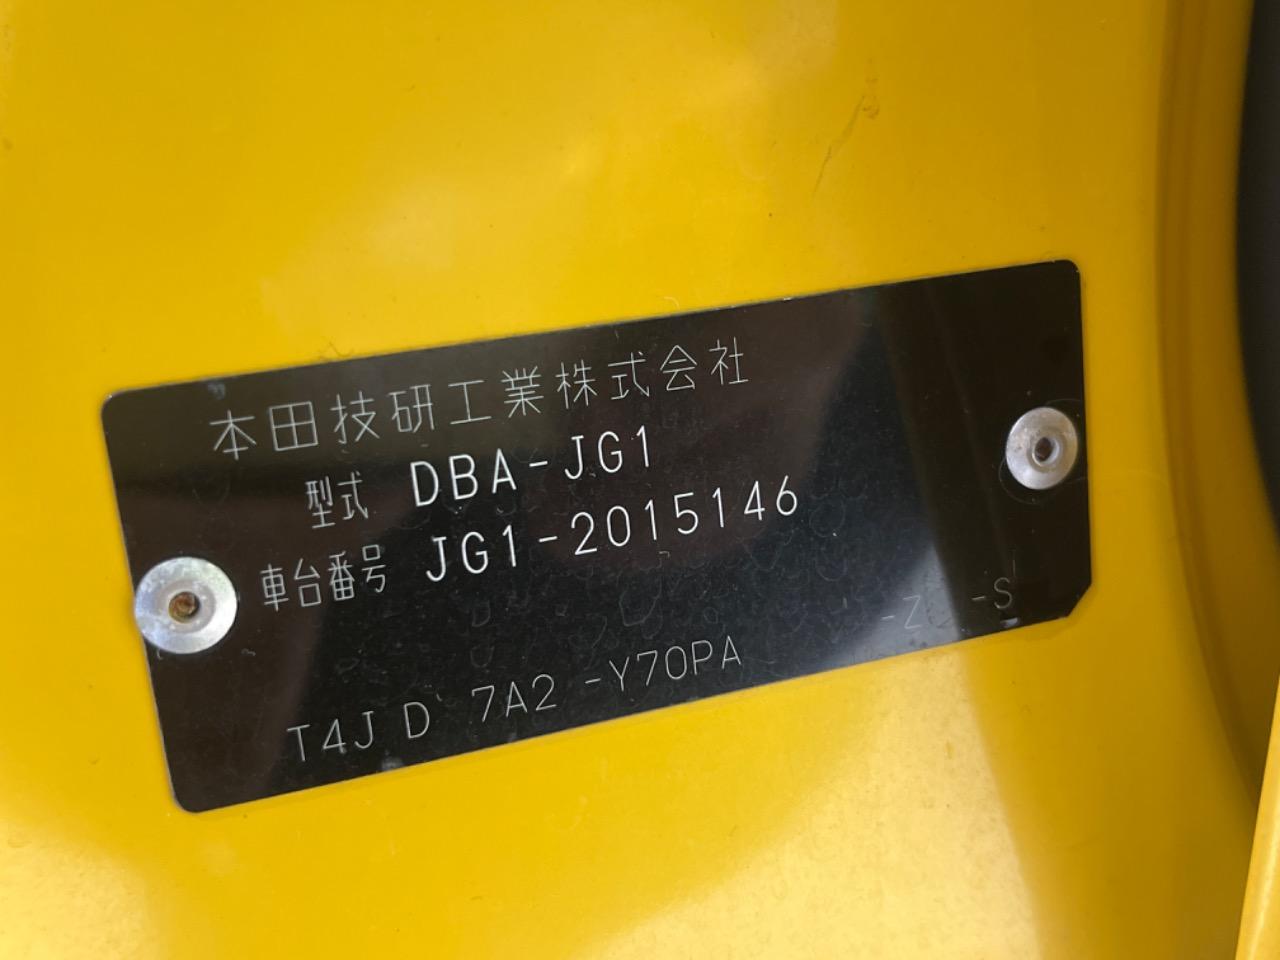 本田技研工業株式会社
型式 DBA-JG1
車台番号 JG1-2015146
T4J D 7A2 -Y70PA -Z -S